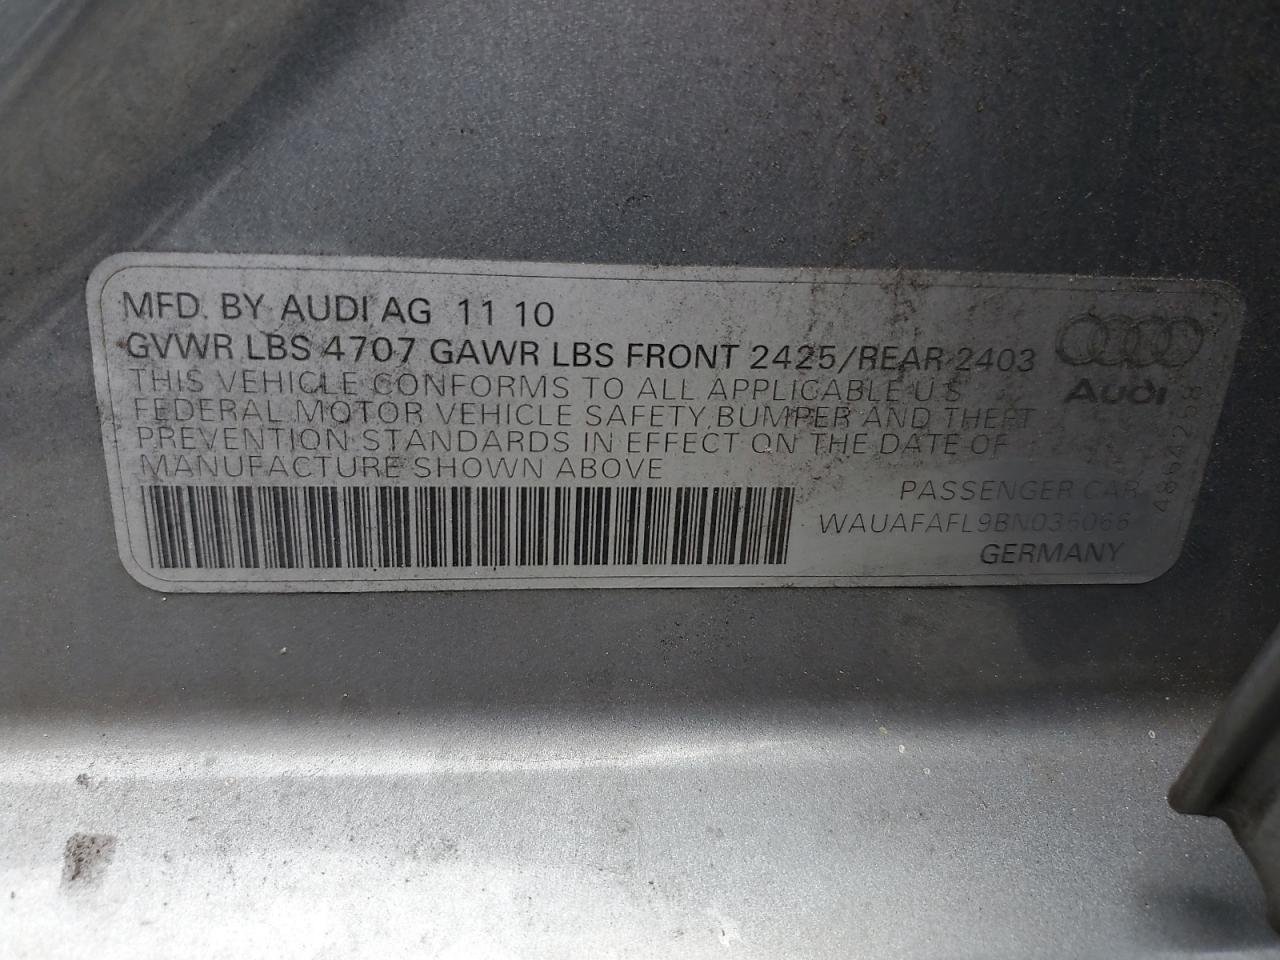 MFD. BY AUDI AG 11 10
GVWR LBS 4707 GAWR LBS FRONT 2425/REAR 2403
THIS VEHICLE CONFORMS TO ALL APPLICABLE U.S
FEDERAL MOTOR VEHICLE SAFETY, BUMPER AND THEFT
PREVENTION STANDARDS IN EFFECT ON THE DATE OF
MANUFACTURE SHOWN ABOVE
Audi
PASSENGER CAR
WAUAFAFL9BN035066
GERMANY